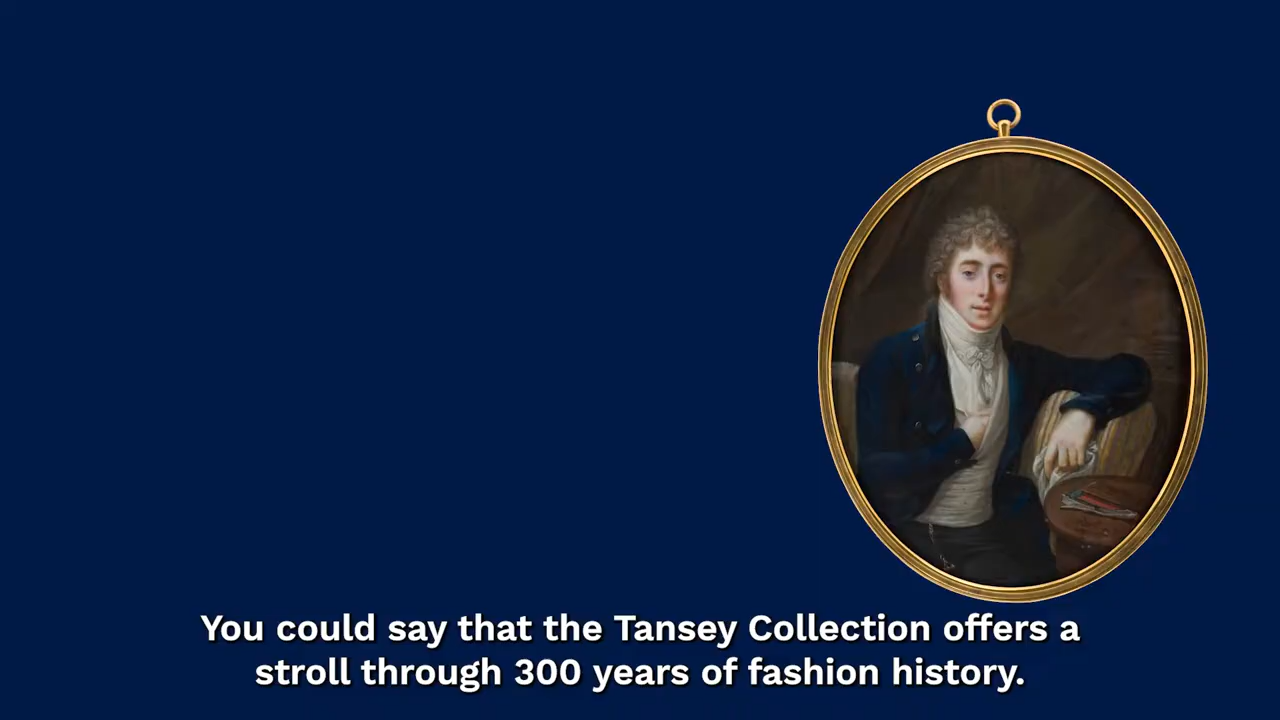 You could say that the Tansey Collection offers a
stroll through 300 years of fashion history.